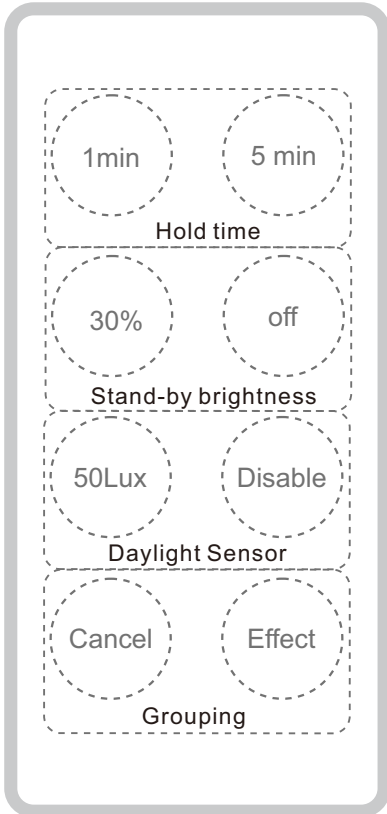 1min 5 min
Hold time
30% off
Stand-by brightness
50Lux Disable
Daylight Sensor
Cancel Effect
Grouping